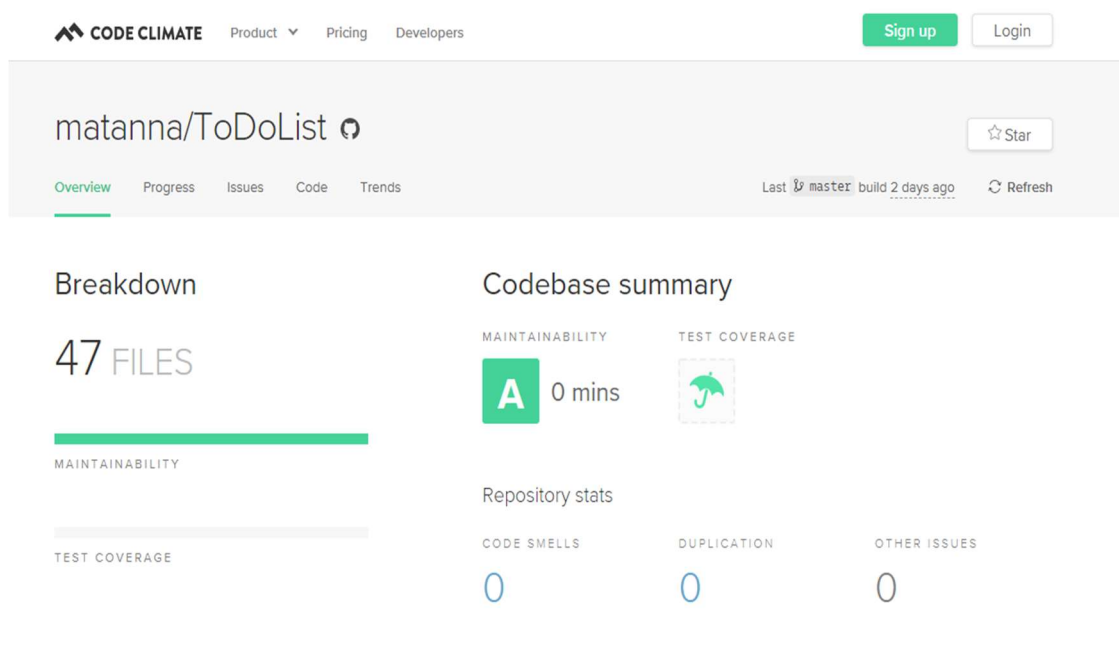 CODE CLIMATE Product Pricing Developers Sign up Login
matanna/ToDoList
Star
Overview Progress Issues Code Trends Last master build 2 days ago Refresh
Breakdown
47 FILES
MAINTAINABILITY
TEST COVERAGE
Codebase summary
MAINTAINABILITY TEST COVERAGE
A 0 mins
Repository stats
CODE SMELLS DUPLICATION OTHER ISSUES
0 0 0